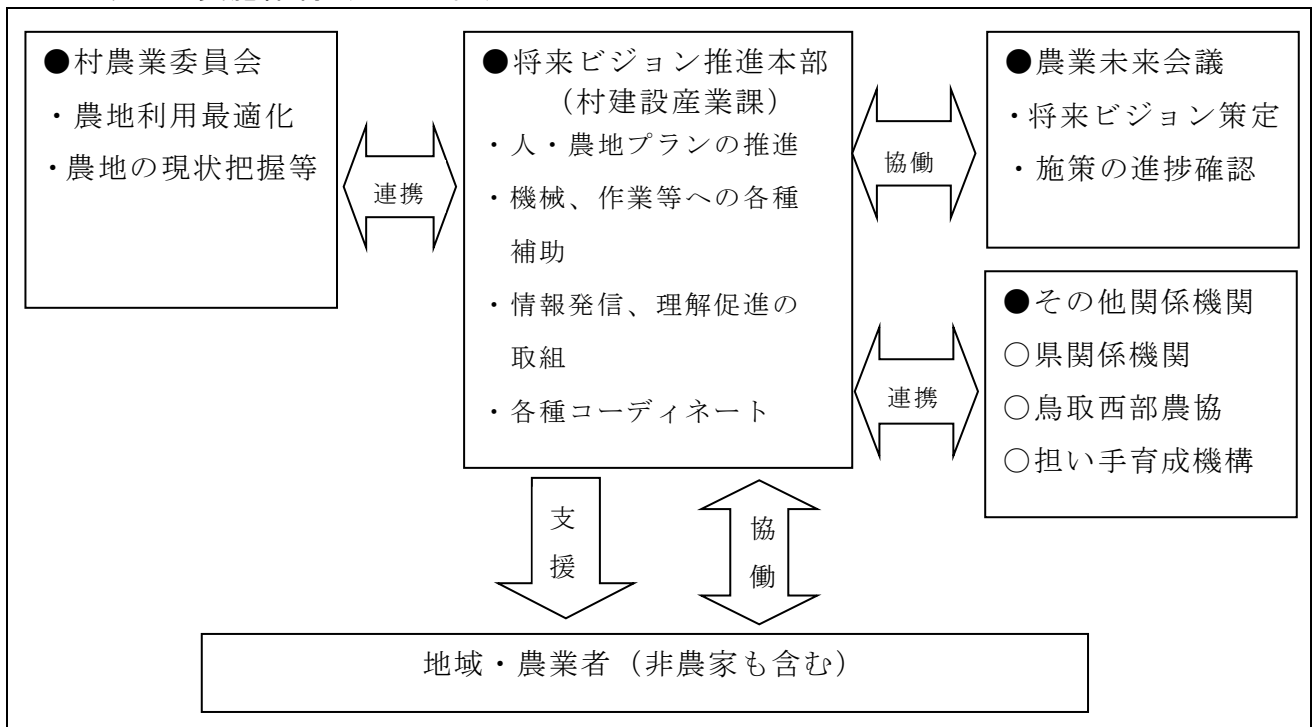 ●村農業委員会
・農地利用最適化
・農地の現状把握等
連携
●将来ビジョン推進本部
（村建設産業課）
・人・農地プランの推進
・機械、作業等への各種
補助
・情報発信、理解促進の
取組
・各種コーディネート
協働
●農業未来会議
・将来ビジョン策定
・施策の進捗確認
連携
●その他関係機関
○県関係機関
○鳥取西部農協
○担い手育成機構
支
援
協
働
地域・農業者（非農家も含む）